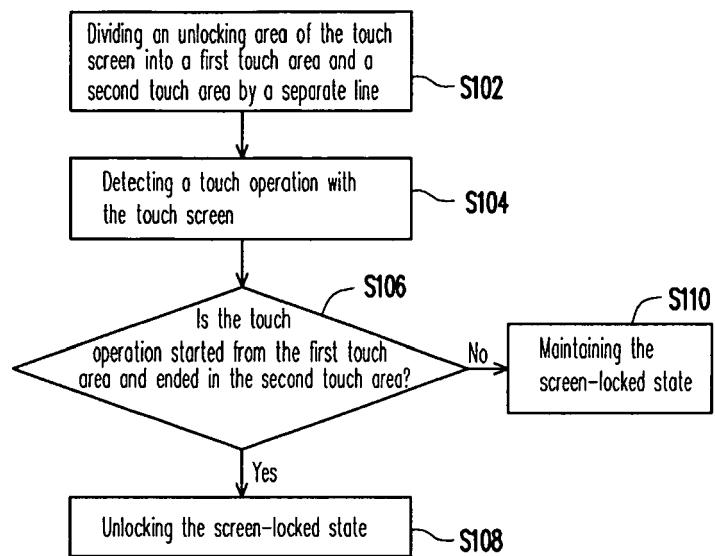 Dividing an unlocking area of the touch
screen into a first touch area and a
second touch area by a separate line
S102
Detecting a touch operation with
the touch screen
S104
S106
Is the touch
operation started from the first touch
area and ended in the second touch area?
No
S110
Maintaining the
screen-locked state
Yes
Unlocking the screen-locked state
S108